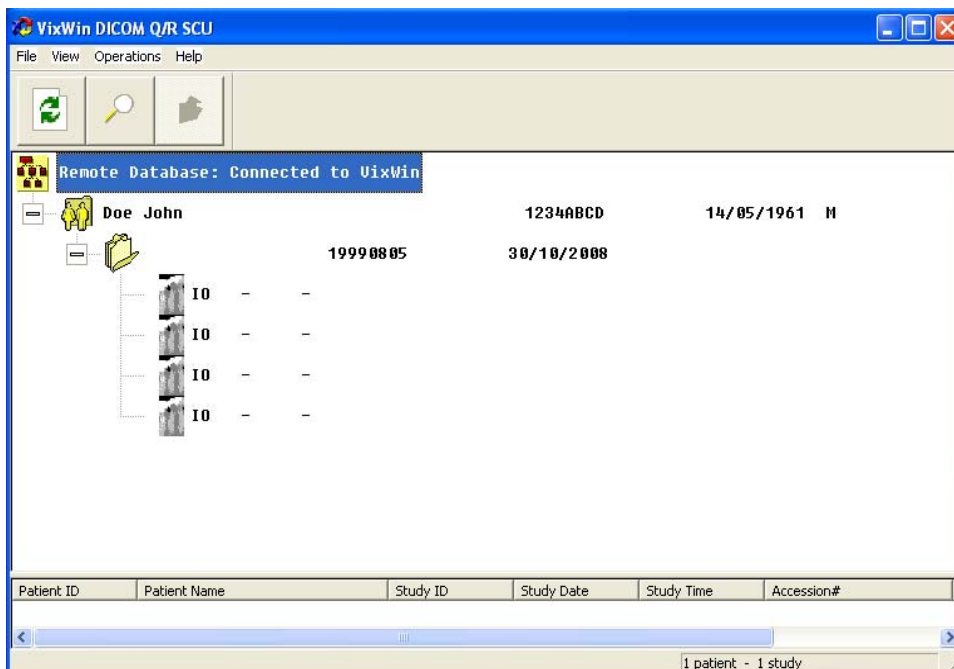 VixWin DICOM Q/R SCU
File View Operations Help
Remote Database: Connected to VixWin
Doe John 1234ABCD 14/05/1961 M
19990805 30/10/2008
IO - -
IO - -
IO - -
IO - -
Patient ID Patient Name Study ID Study Date Study Time Accession#
1 patient - 1 study